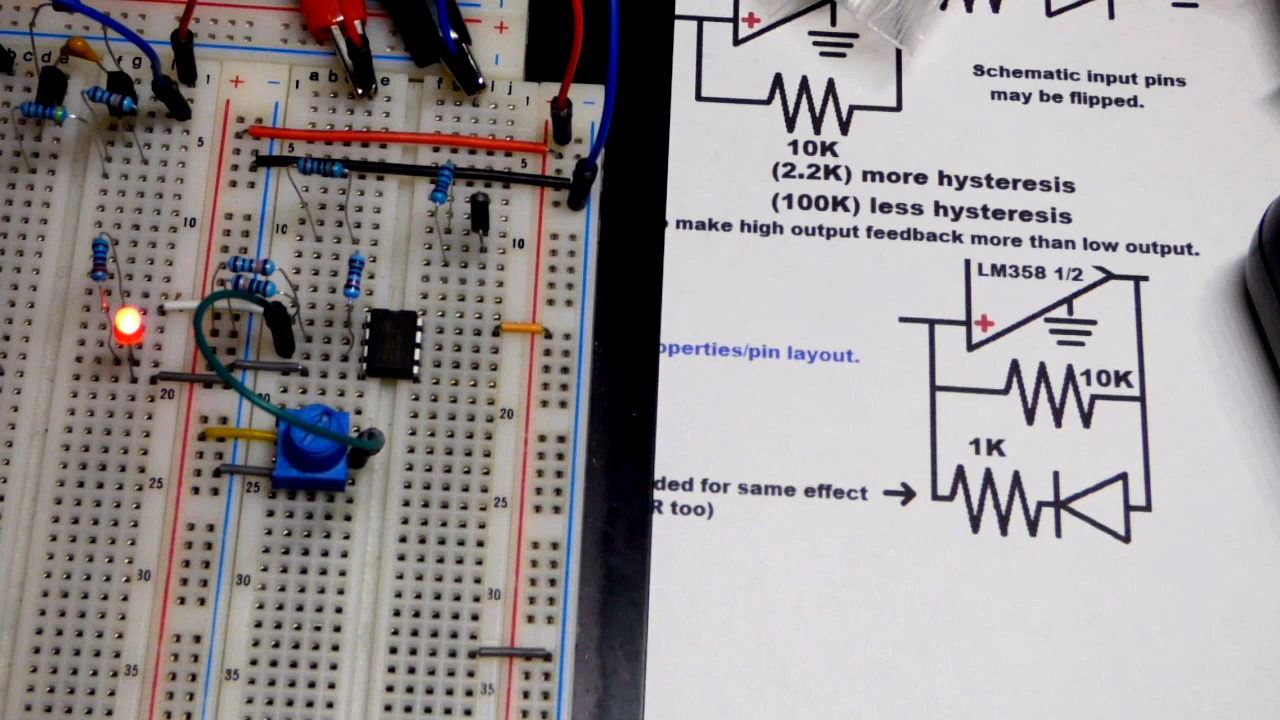 Schematic input pins
may be flipped.
10K
(2.2K) more hysteresis
(100K) less hysteresis
make high output feedback more than low output.
LM358 1/2
+
operties/pin layout.
10K
1K
ded for same effect
R too)